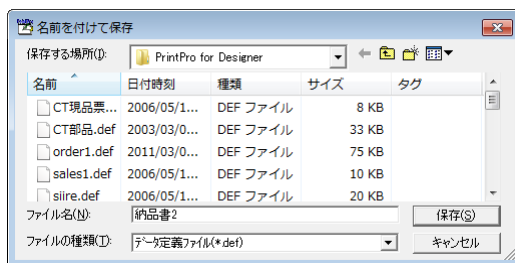 名前を付けて保存
保存する場所(I): PrintPro for Designer
名前 日付時刻 種類 サイズ タグ
CT現品票... 2006/05/1... DEF ファイル 8 KB
CT部品.def 2003/03/0... DEF ファイル 33 KB
order1.def 2011/03/0... DEF ファイル 75 KB
sales1.def 2006/05/1... DEF ファイル 10 KB
siire.def 2006/05/1... DEF ファイル 20 KB
ファイル名(N): 納品書2 保存(S)
ファイルの種類(T): データ定義ファイル(*.def) キャンセル